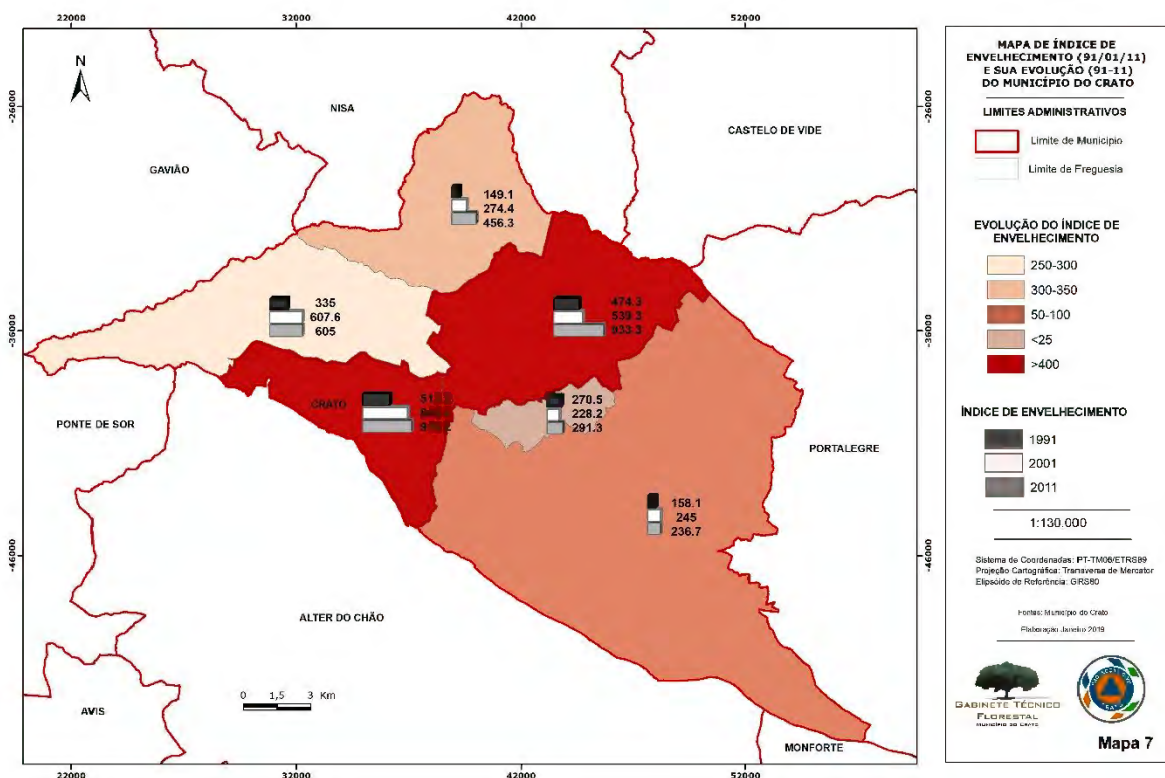 22000 32000 42000 52000
N
-26000 -26000
NISA
CASTELO DE VIDE
GAVIÃO
149.1
274.4
456.3
335
607.6
605
474.3
539.3
933.3
-36000 -36000
CRATO
270.5
228.2
291.3
PONTE DE SOR
PORTALEGRE
158.1
245
236.7
-46000 -46000
ALTER DO CHÃO
0 1,5 3 Km
AVIS
MONFORTE
22000 32000 42000 52000
MAPA DE ÍNDICE DE
ENVELHECIMENTO (91/01/11)
E SUA EVOLUÇÃO (91-11)
DO MUNICÍPIO DO CRATO
LIMITES ADMINISTRATIVOS
Limite de Município
Limite de Freguesia
EVOLUÇÃO DO ÍNDICE DE
ENVELHECIMENTO
250-300
300-350
50-100
<25
>400
ÍNDICE DE ENVELHECIMENTO
1991
2001
2011
1:130.000
Sistema de Coordenadas: PT-TM06/ETRS89
Projeção Cartográfica: Transversa de Mercator
Elipsóide de Referência: GRS80
Fontes: Município do Crato
Elaboração Janeiro 2019
GABINETE TÉCNICO
FLORESTAL
MUNICÍPIO DO CRATO
CRATO
Mapa 7